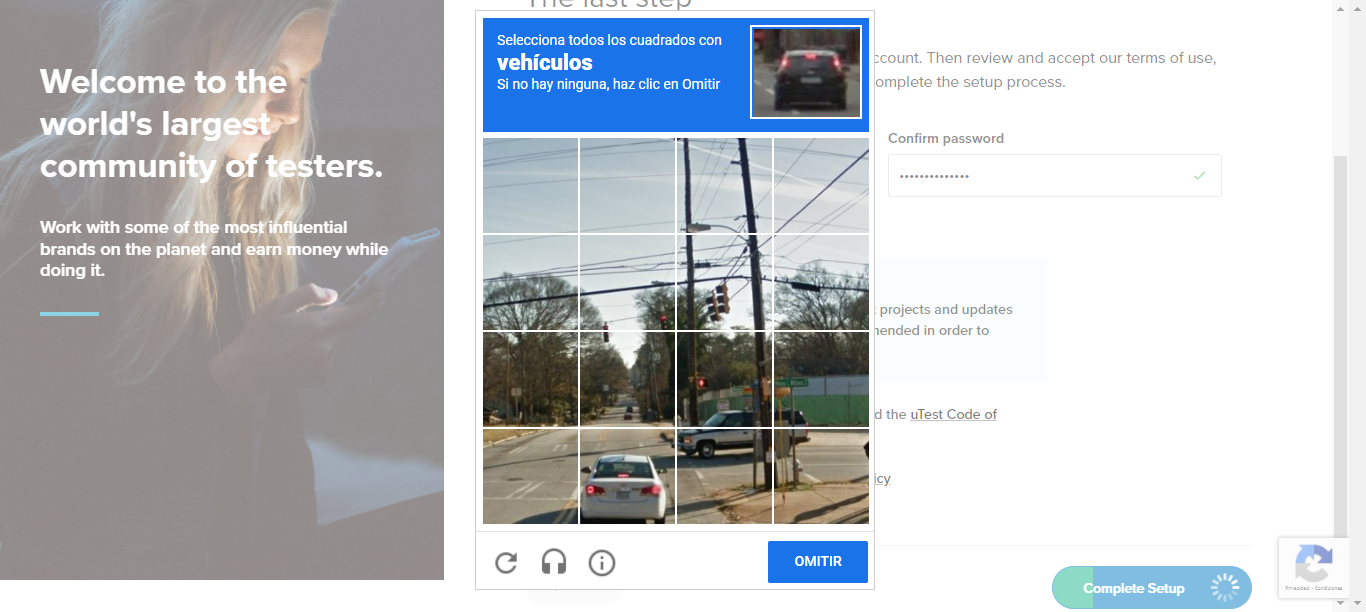 The last step
Welcome to the
world's largest
community of testers.
Work with some of the most influential
brands on the planet and earn money while
doing it.
Selecciona todos los cuadrados con
vehículos
Si no hay ninguna, haz clic en Omitir
OMITIR
ccount. Then review and accept our terms of use,
omplete the setup process.
Confirm password
projects and updates
nended in order to
d the uTest Code of
icy
Complete Setup
Privacidad - Condiciones